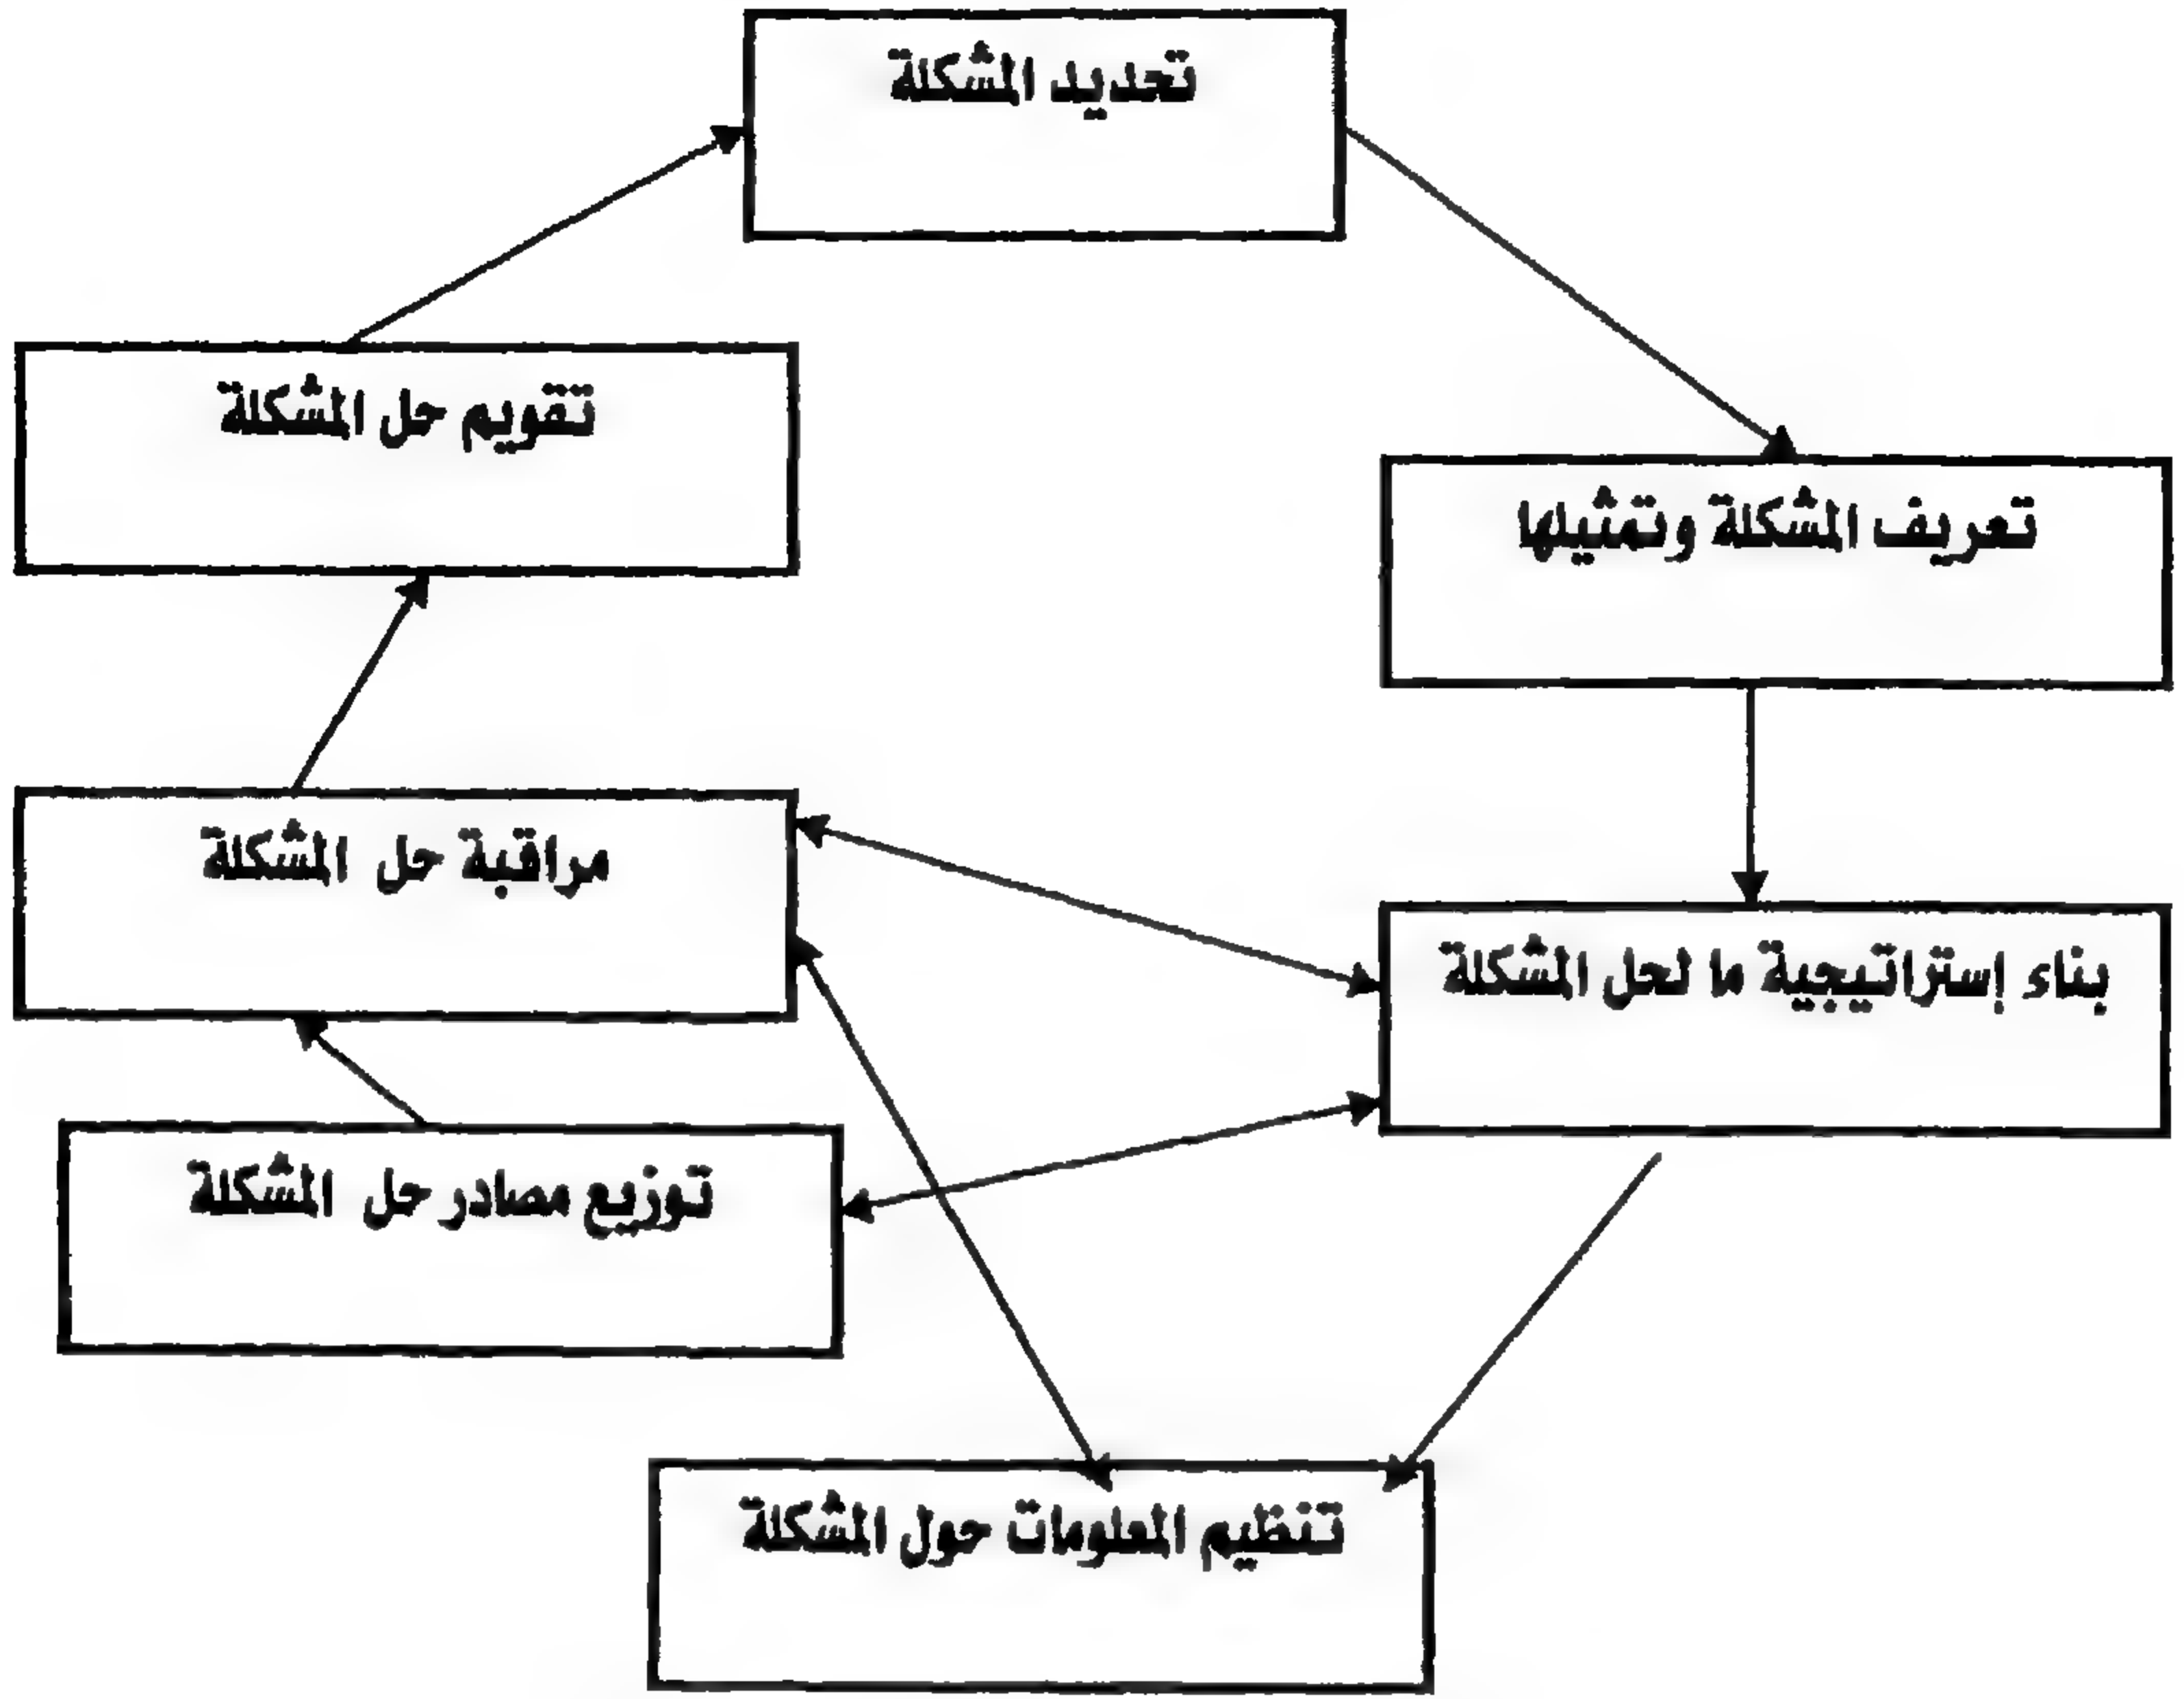 تحديد المشكلة
تقويم حل المشكلة
تعريف المشكلة وتمثيلها
مراقبة حل المشكلة
بناء إستراتيجية ما لحل المشكلة
توزيع مصادر حل المشكلة
تنظيم المعلومات حول المشكلة